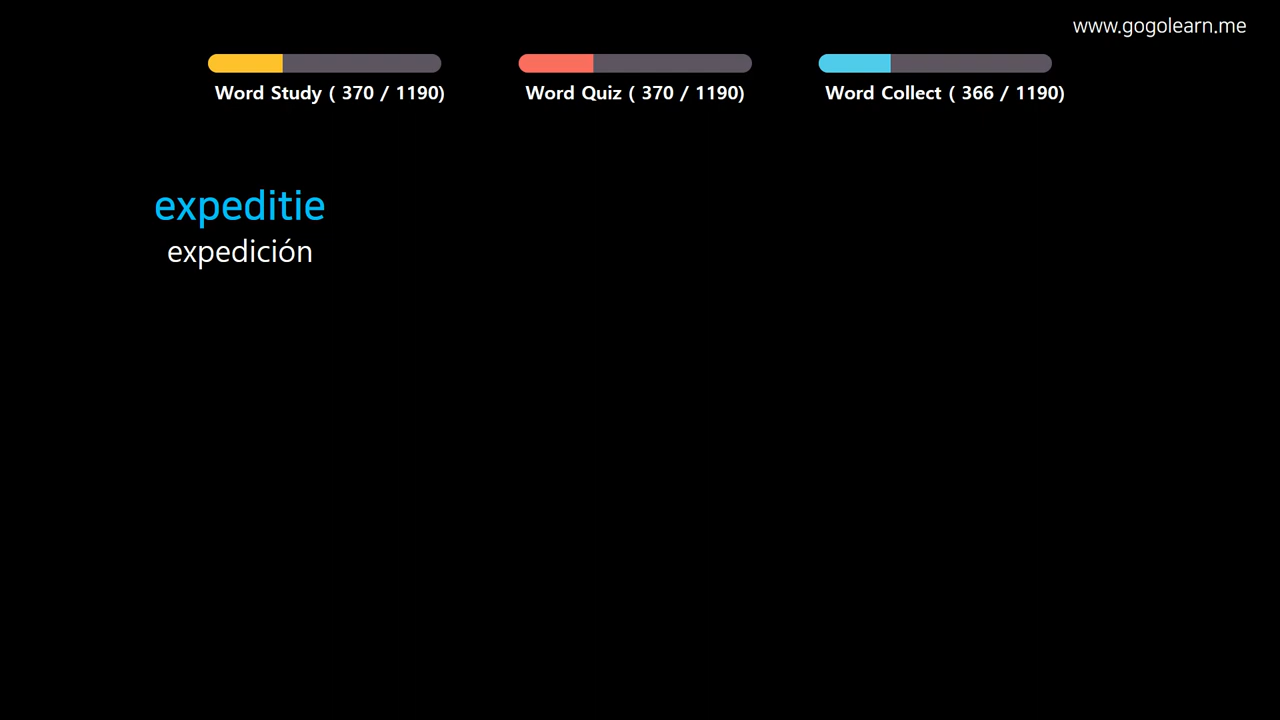 www.gogolearn.me
Word Study ( 370 / 1190)
Word Quiz ( 370 / 1190)
Word Collect ( 366 / 1190)
expeditie
expedición